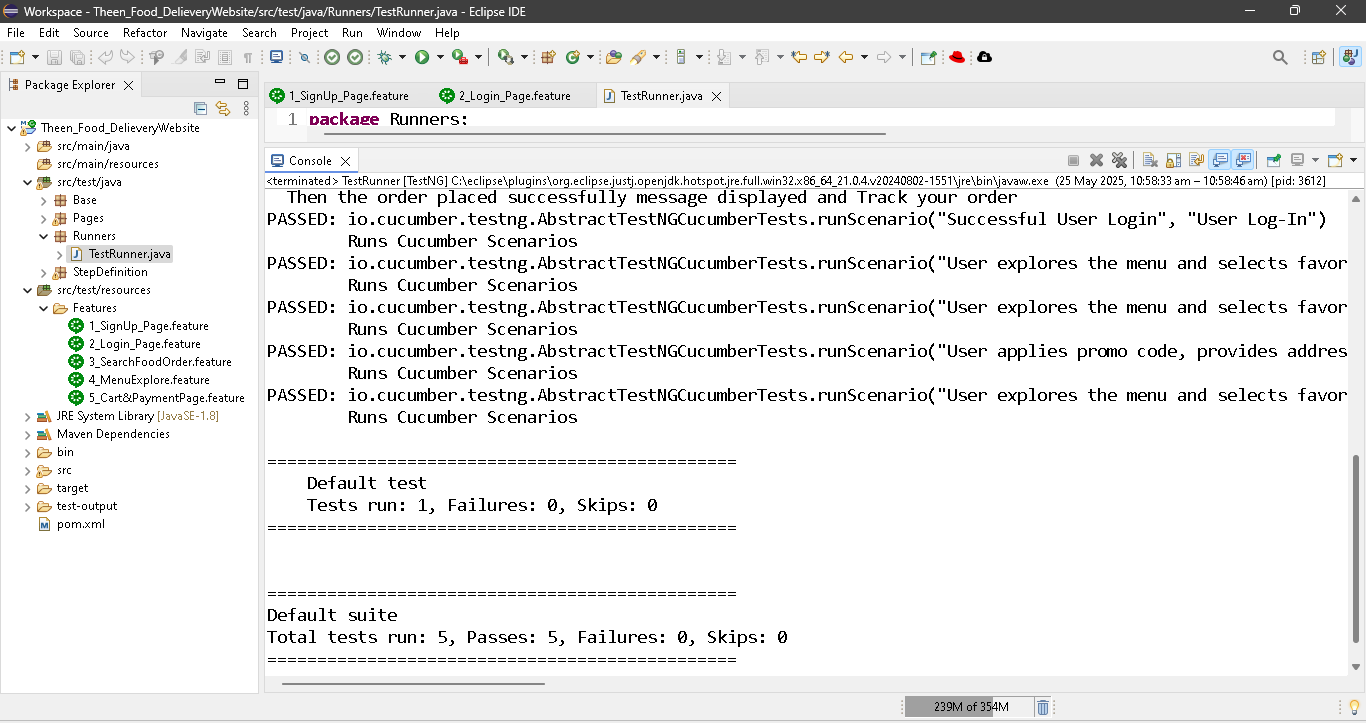 Workspace - Theen_Food_DelieveryWebsite/src/test/java/Runners/TestRunner.java - Eclipse IDE
File Edit Source Refactor Navigate Search Project Run Window Help
Package Explorer
Theen_Food_DelieveryWebsite
src/main/java
src/main/resources
src/test/java
Base
Pages
Runners
TestRunner.java
StepDefinition
src/test/resources
Features
1_SignUp_Page.feature
2_Login_Page.feature
3_SearchFoodOrder.feature
4_MenuExplore.feature
5_Cart&PaymentPage.feature
JRE System Library [JavaSE-1.8]
Maven Dependencies
bin
src
target
test-output
pom.xml
1_SignUp_Page.feature 2_Login_Page.feature TestRunner.java
1 package Runners;
Console
<terminated> TestRunner [TestNG] C:\eclipse\plugins\org.eclipse.justj.openjdk.hotspot.jre.full.win32.x86_64_21.0.4.v20240802-1551\jre\bin\javaw.exe (25 May 2025, 10:58:33 am – 10:58:46 am) [pid: 3612]
Then the order placed successfully message displayed and Track your order
PASSED: io.cucumber.testng.AbstractTestNGCucumberTests.runScenario("Successful User Login", "User Log-In")
Runs Cucumber Scenarios
PASSED: io.cucumber.testng.AbstractTestNGCucumberTests.runScenario("User explores the menu and selects favor
Runs Cucumber Scenarios
PASSED: io.cucumber.testng.AbstractTestNGCucumberTests.runScenario("User explores the menu and selects favor
Runs Cucumber Scenarios
PASSED: io.cucumber.testng.AbstractTestNGCucumberTests.runScenario("User applies promo code, provides addres
Runs Cucumber Scenarios
PASSED: io.cucumber.testng.AbstractTestNGCucumberTests.runScenario("User explores the menu and selects favor
Runs Cucumber Scenarios
===============================================
Default test
Tests run: 1, Failures: 0, Skips: 0
===============================================
===============================================
Default suite
Total tests run: 5, Passes: 5, Failures: 0, Skips: 0
===============================================
239M of 354M